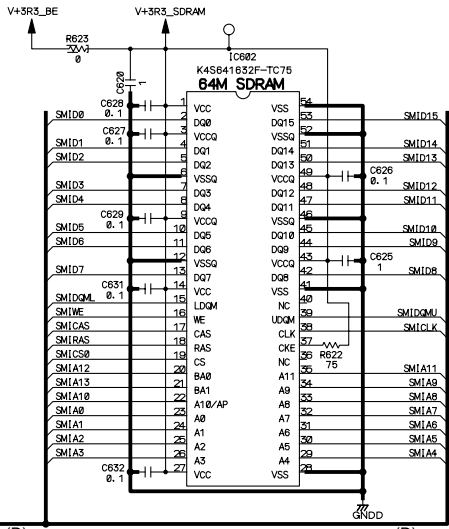 V+3R3_BE V+3R3_SDRAM
R623
0
C620
1
IC602
K4S641632F-TC75
64M SDRAM
C628 0.1 1 VCC VSS 54
SMID0 2 DQ0 DQ15 53 SMID15
C627 0.1 3 VCCQ VSSQ 52
SMID1 4 DQ1 DQ14 51 SMID14
SMID2 5 DQ2 DQ13 50 SMID13
6 VSSQ VCCQ 49 C626 0.1
SMID3 7 DQ3 DQ12 48 SMID12
SMID4 8 DQ4 DQ11 47 SMID11
C629 0.1 9 VCCQ VSSQ 46
SMID5 10 DQ5 DQ10 45 SMID10
SMID6 11 DQ6 DQ9 44 SMID9
12 VSSQ VCCQ 43 C625 1
SMID7 13 DQ7 DQ8 42 SMID8
C631 0.1 14 VCC VSS 41
SMIDQML 15 LDQM NC 40
SMIWE 16 WE UDQM 39 SMIDQMU
SMICAS 17 CAS CLK 38 SMICLK
SMIRAS 18 RAS CKE 37 R622 75
SMICS0 19 CS NC 36
SMIA12 20 BA0 A11 35 SMIA11
SMIA13 21 BA1 A9 34 SMIA9
SMIA10 22 A10/AP A8 33 SMIA8
SMIA0 23 A0 A7 32 SMIA7
SMIA1 24 A1 A6 31 SMIA6
SMIA2 25 A2 A5 30 SMIA5
SMIA3 26 A3 A4 29 SMIA4
C632 0.1 27 VCC VSS 28
GNDD